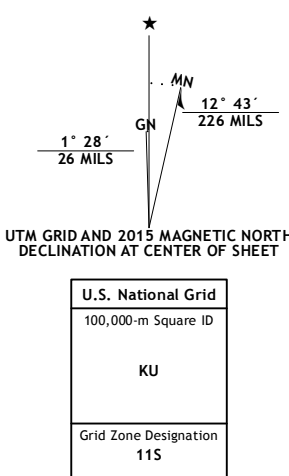 ★
MN
GN
12° 43´
226 MILS
1° 28´
26 MILS
UTM GRID AND 2015 MAGNETIC NORTH
DECLINATION AT CENTER OF SHEET
U.S. National Grid
100,000-m Square ID
KU
Grid Zone Designation
11S